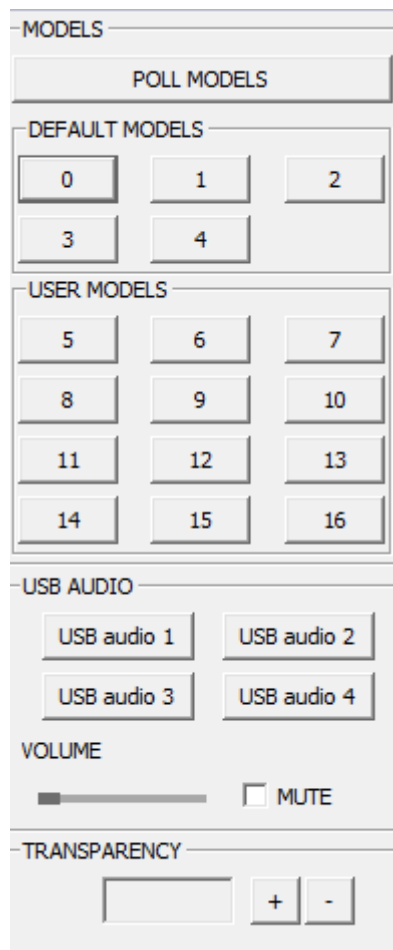 MODELS
POLL MODELS
DEFAULT MODELS
0 1 2
3 4
USER MODELS
5 6 7
8 9 10
11 12 13
14 15 16
USB AUDIO
USB audio 1 USB audio 2
USB audio 3 USB audio 4
VOLUME
MUTE
TRANSPARENCY
+ -